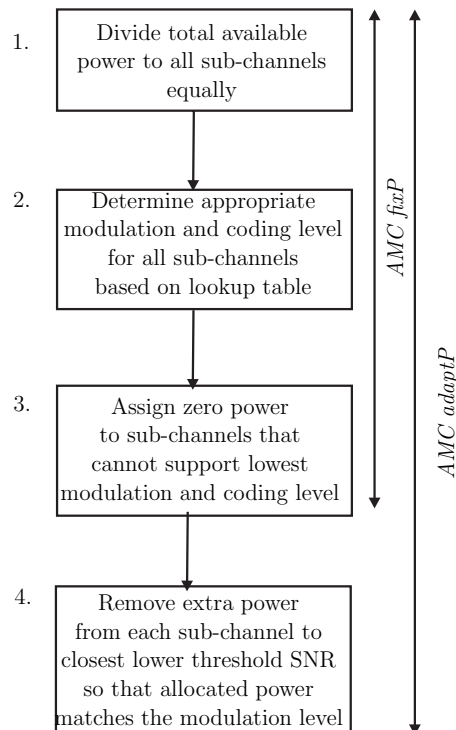 1.
Divide total available
power to all sub-channels
equally
2.
Determine appropriate
modulation and coding level
for all sub-channels
based on lookup table
3.
Assign zero power
to sub-channels that
cannot support lowest
modulation and coding level
4.
Remove extra power
from each sub-channel to
closest lower threshold SNR
so that allocated power
matches the modulation level
AMC fixP
AMC adaptP